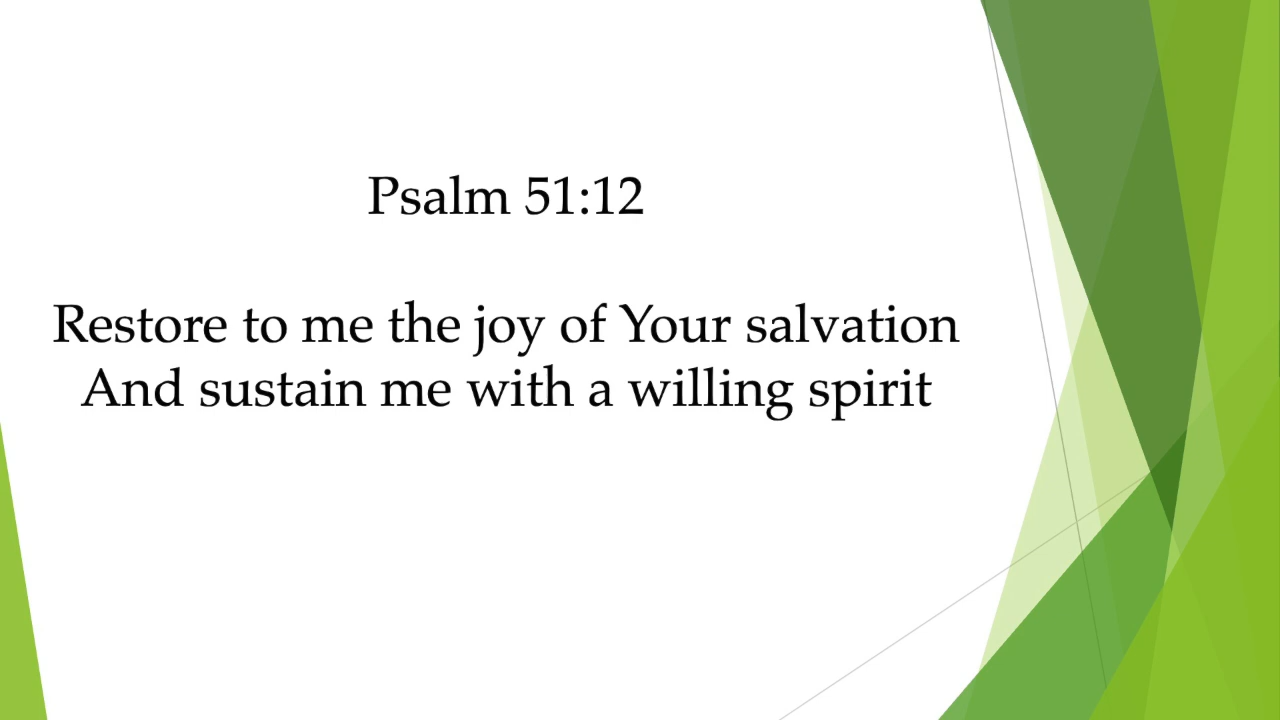 Psalm 51:12
Restore to me the joy of Your salvation
And sustain me with a willing spirit